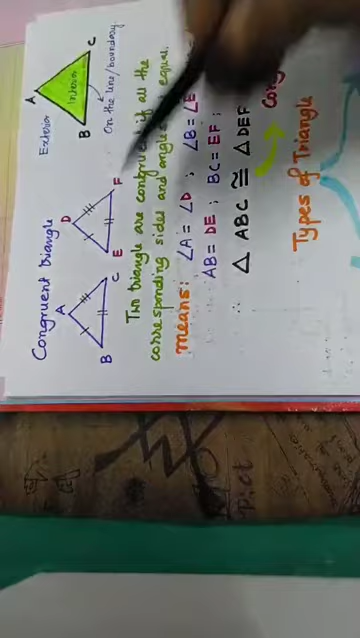 A
Exterior
Interior
B
C
On the line/boundary.
Congruent triangle
A
B
C
D
E
F
Two triangle are congruent if all the
corresponding sides and angles equal.
means: ∠A = ∠D ; ∠B = ∠E
AB = DE ; BC = EF ;
∴ △ ABC ≅ △ DEF
Types of Triangle